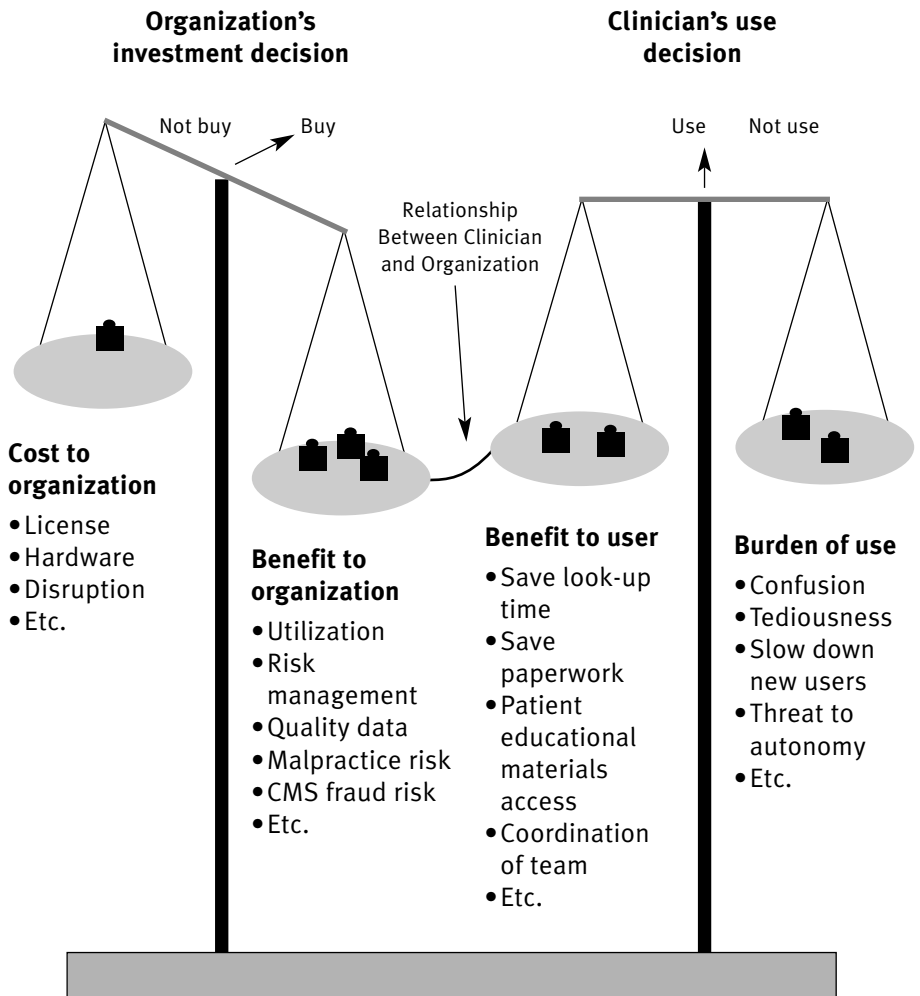 Organization’s
investment decision
Clinician’s use
decision
Not buy
Buy
Use
Not use
Relationship
Between Clinician
and Organization
Cost to
organization
•License
•Hardware
•Disruption
•Etc.
Benefit to
organization
•Utilization
•Risk
management
•Quality data
•Malpractice risk
•CMS fraud risk
•Etc.
Benefit to user
•Save look-up
time
•Save
paperwork
•Patient
educational
materials
access
•Coordination
of team
•Etc.
Burden of use
•Confusion
•Tediousness
•Slow down
new users
•Threat to
autonomy
•Etc.